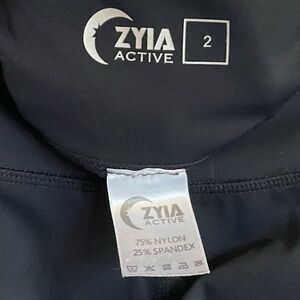 ZYIA
ACTIVE
2
ZYIA
ACTIVE
75% NYLON
25% SPANDEX